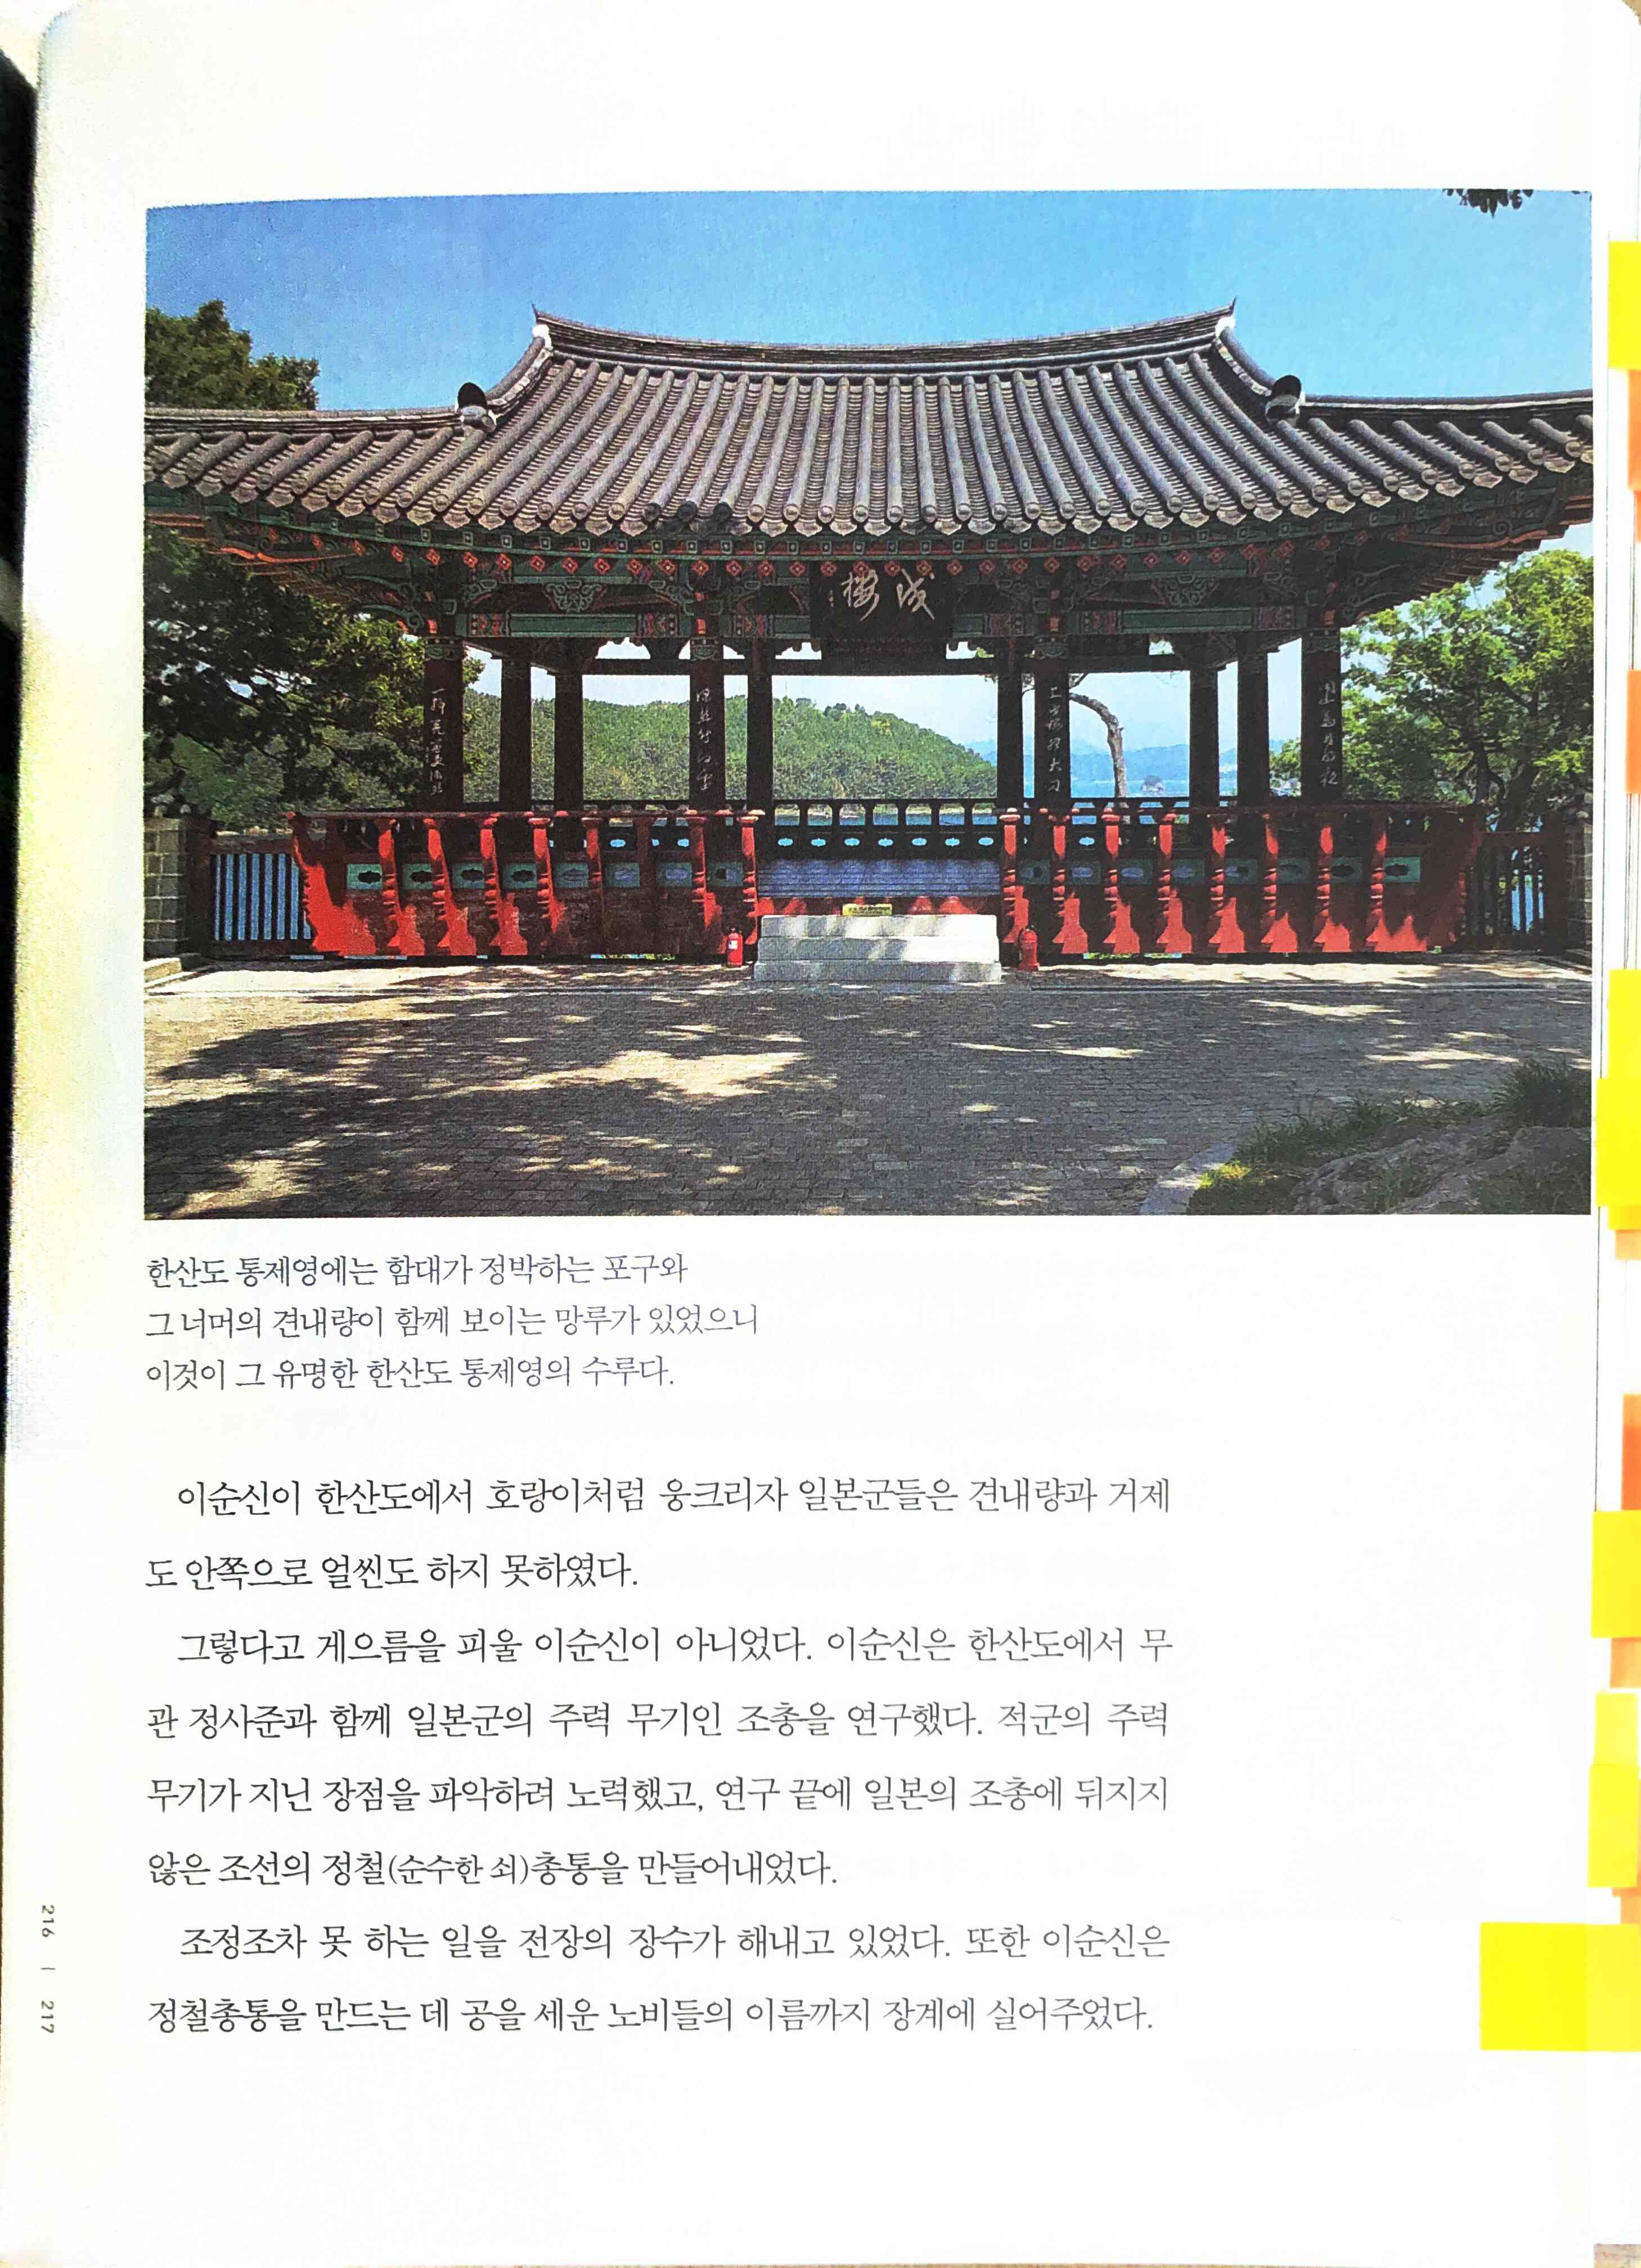 戍樓
한산도 통제영에는 함대가 정박하는 포구와
그 너머의 견내량이 함께 보이는 망루가 있었으니
이것이 그 유명한 한산도 통제영의 수루다.
이순신이 한산도에서 호랑이처럼 웅크리자 일본군들은 견내량과 거제
도 안쪽으로 얼씬도 하지 못하였다.
그렇다고 게으름을 피울 이순신이 아니었다. 이순신은 한산도에서 무
관 정사준과 함께 일본군의 주력 무기인 조총을 연구했다. 적군의 주력
무기가 지닌 장점을 파악하려 노력했고, 연구 끝에 일본의 조총에 뒤지지
않은 조선의 정철(순수한 쇠)총통을 만들어내었다.
조정조차 못 하는 일을 전장의 장수가 해내고 있었다. 또한 이순신은
정철총통을 만드는 데 공을 세운 노비들의 이름까지 장계에 실어주었다.
216 | 217